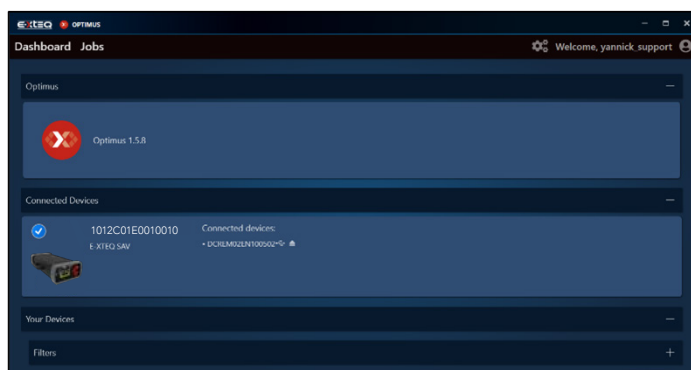 E-XTEQ OPTIMUS
Dashboard Jobs Welcome, yannick_support
Optimus
Optimus 1.5.8
Connected Devices
1012C01E0010010 Connected devices:
E-XTEQ SAV
Your Devices
Filters